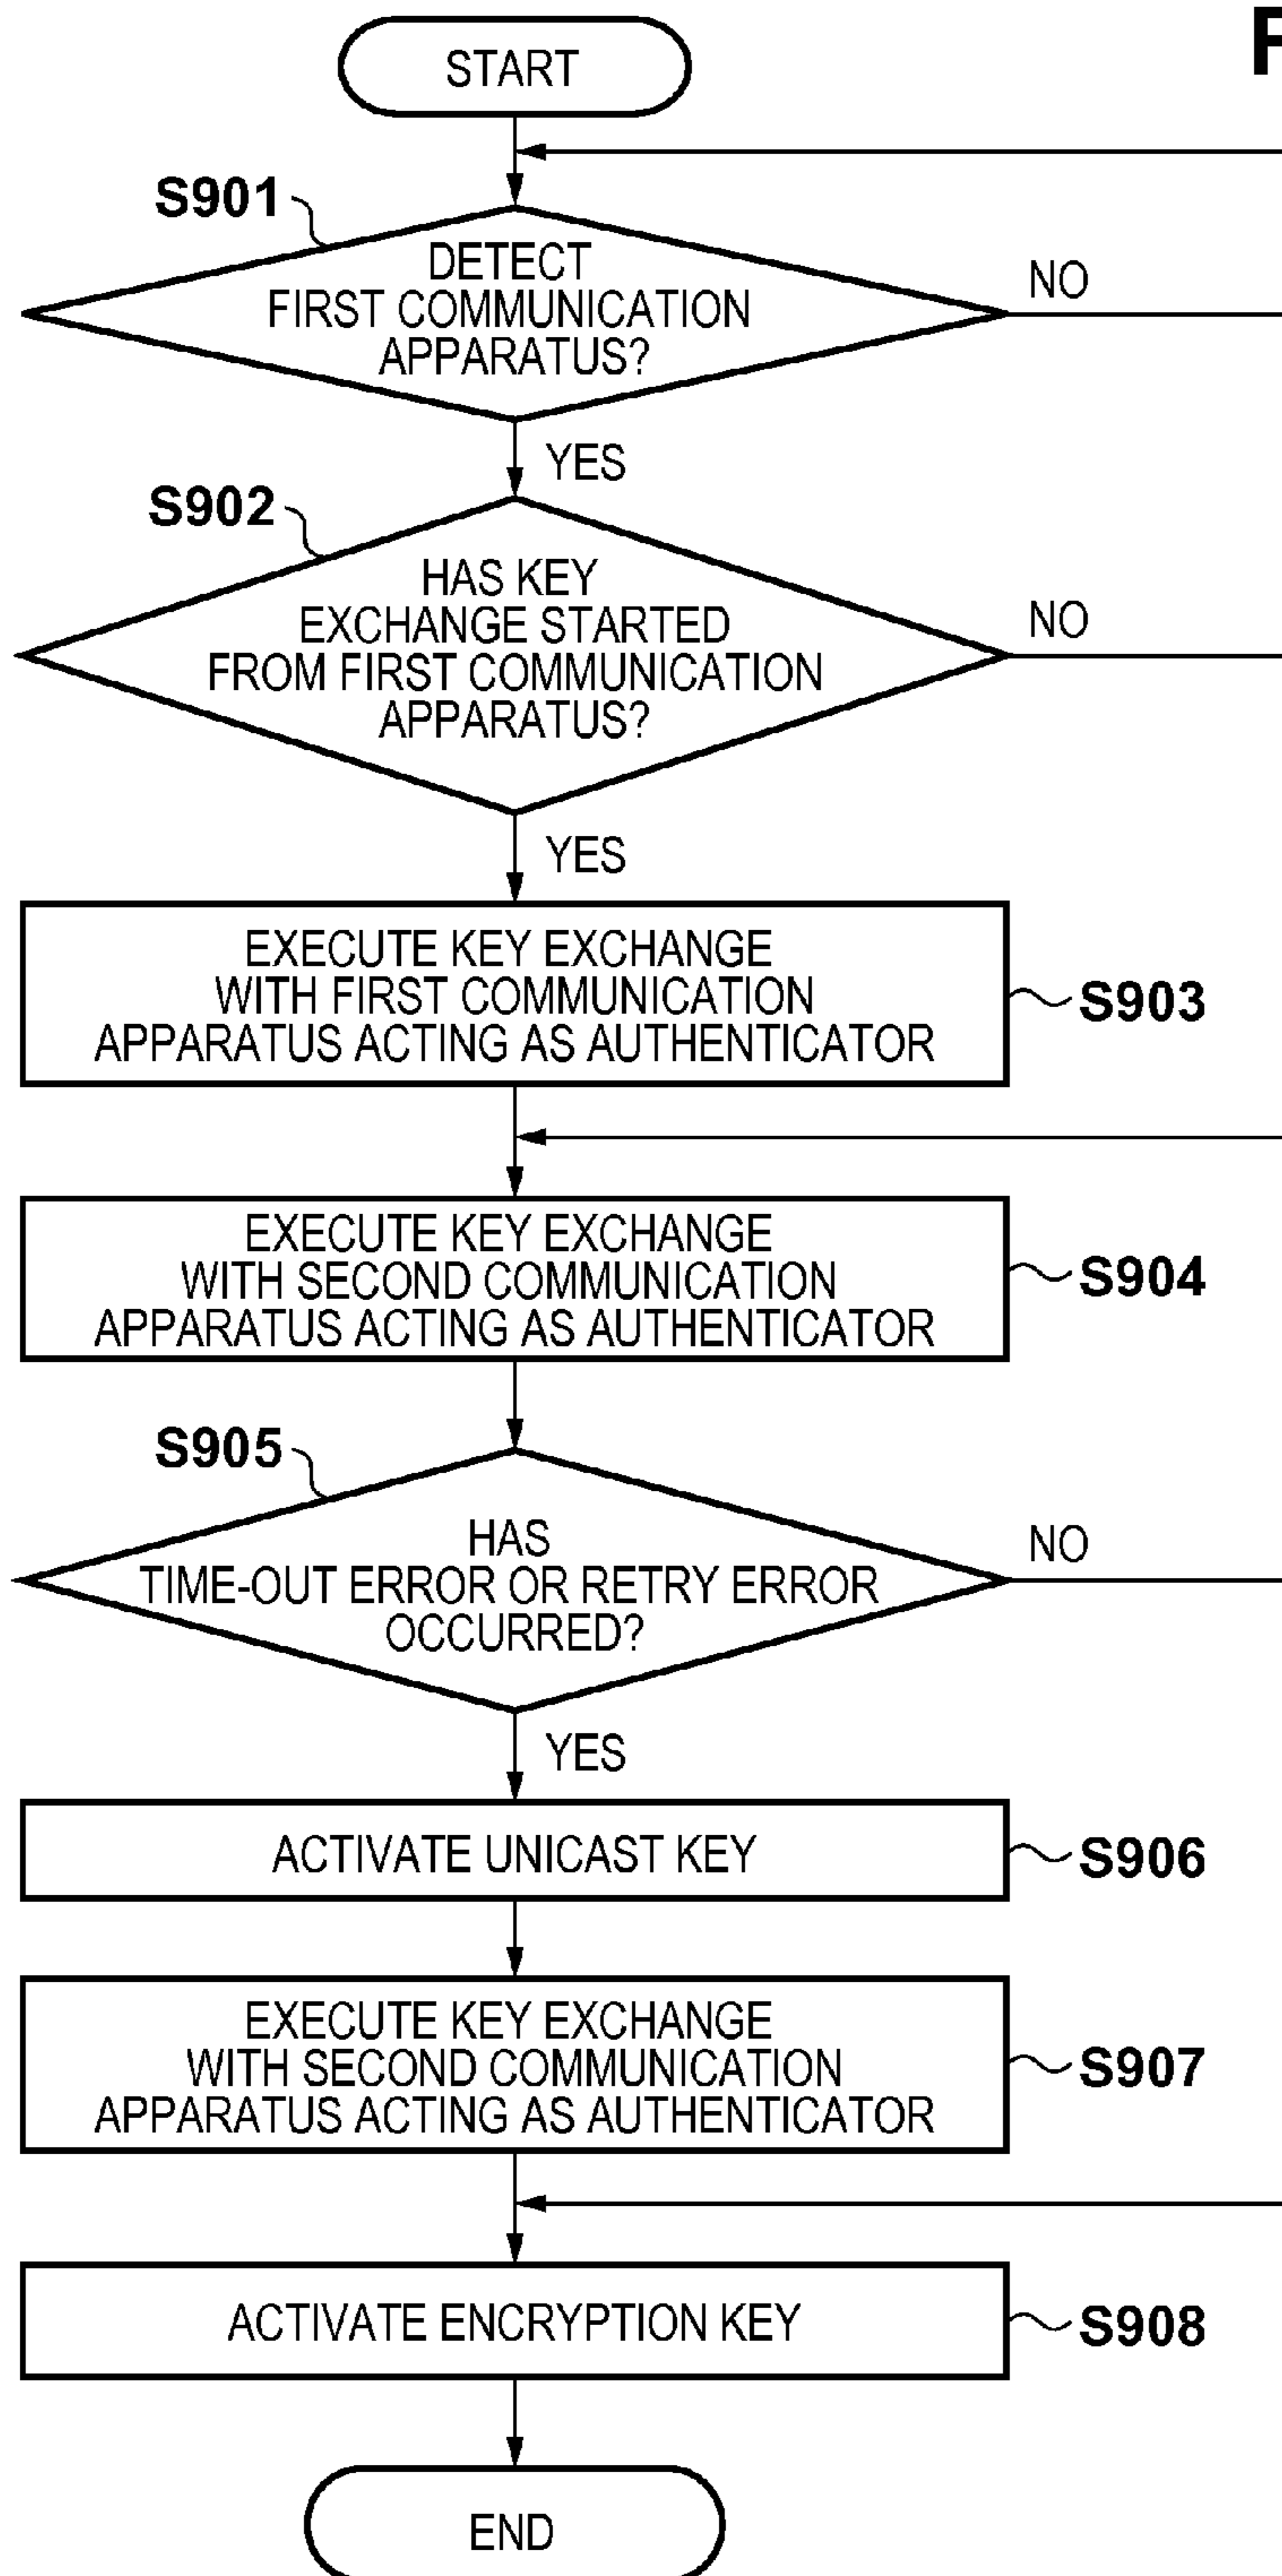 F
START
S901
DETECT
FIRST COMMUNICATION
APPARATUS?
NO
YES
S902
HAS KEY
EXCHANGE STARTED
FROM FIRST COMMUNICATION
APPARATUS?
NO
YES
EXECUTE KEY EXCHANGE
WITH FIRST COMMUNICATION
APPARATUS ACTING AS AUTHENTICATOR
S903
EXECUTE KEY EXCHANGE
WITH SECOND COMMUNICATION
APPARATUS ACTING AS AUTHENTICATOR
S904
S905
HAS
TIME-OUT ERROR OR RETRY ERROR
OCCURRED?
NO
YES
ACTIVATE UNICAST KEY
S906
EXECUTE KEY EXCHANGE
WITH SECOND COMMUNICATION
APPARATUS ACTING AS AUTHENTICATOR
S907
ACTIVATE ENCRYPTION KEY
S908
END